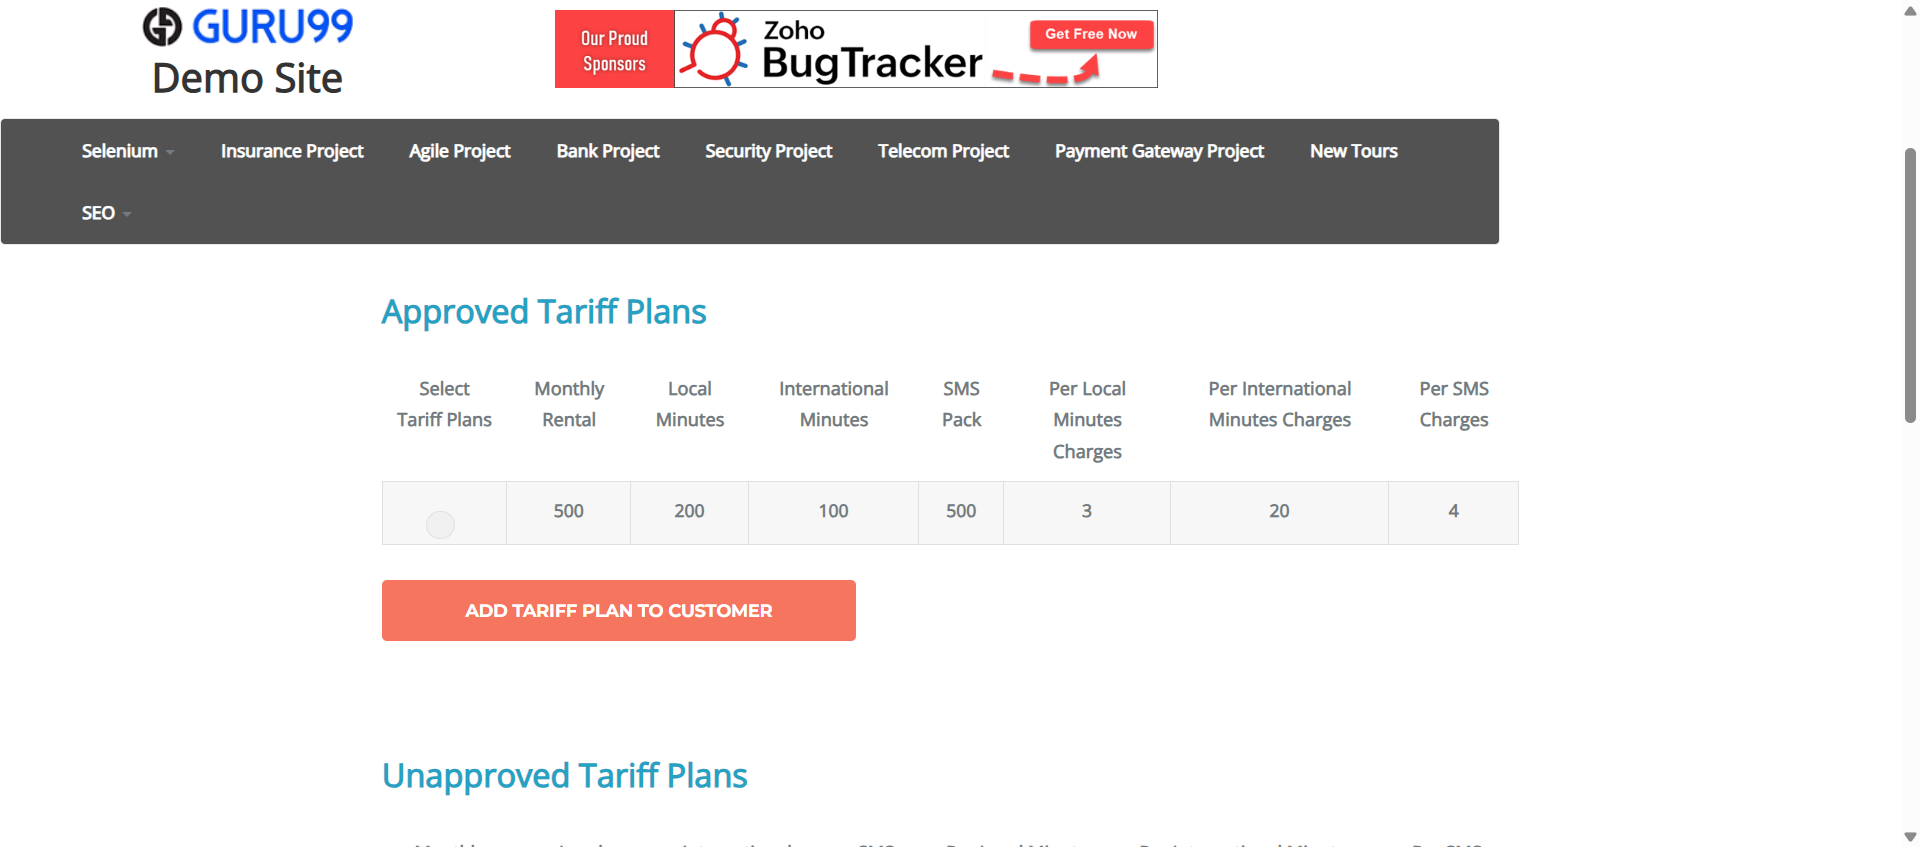 GURU99
Demo Site
Our Proud
Sponsors
Zoho
BugTracker
Get Free Now
Selenium
Insurance Project
Agile Project
Bank Project
Security Project
Telecom Project
Payment Gateway Project
New Tours
SEO
Approved Tariff Plans
Select
Tariff Plans
Monthly
Rental
Local
Minutes
International
Minutes
SMS
Pack
Per Local
Minutes
Charges
Per International
Minutes Charges
Per SMS
Charges
500
200
100
500
3
20
4
ADD TARIFF PLAN TO CUSTOMER
Unapproved Tariff Plans